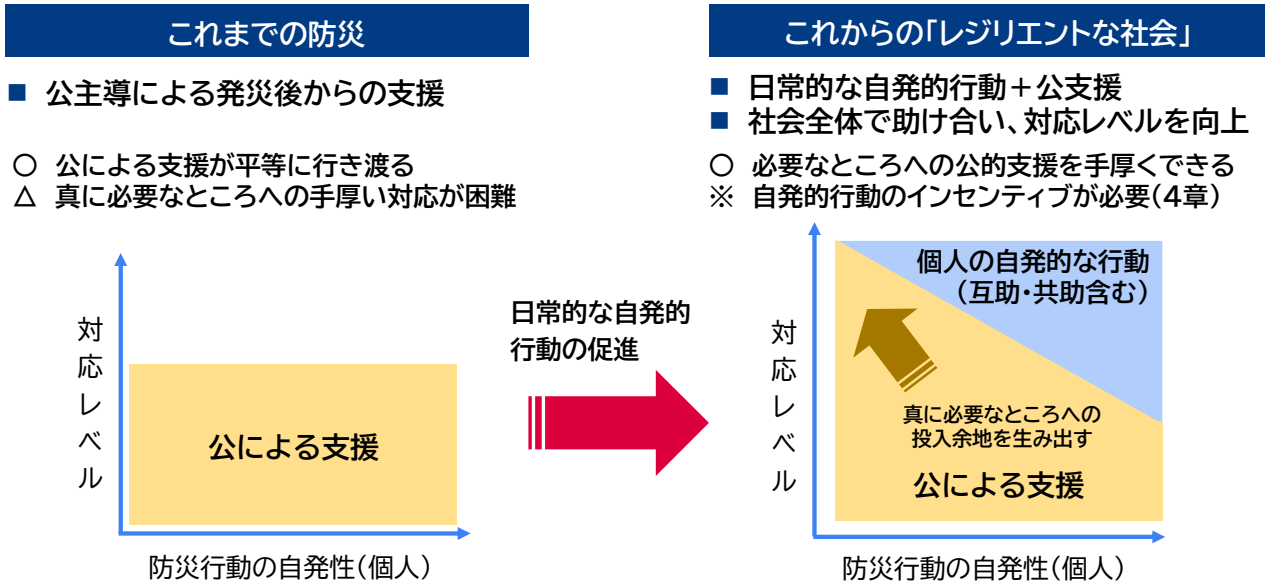 これまでの防災
■ 公主導による発災後からの支援
○ 公による支援が平等に行き渡る
△ 真に必要なところへの手厚い対応が困難
対応レベル
公による支援
防災行動の自発性(個人)
日常的な自発的
行動の促進
これからの「レジリエントな社会」
■ 日常的な自発的行動+公支援
■ 社会全体で助け合い、対応レベルを向上
○ 必要なところへの公的支援を手厚くできる
※ 自発的行動のインセンティブが必要(4章)
対応レベル
個人の自発的な行動
(互助・共助含む)
真に必要なところへの
投入余地を生み出す
公による支援
防災行動の自発性(個人)